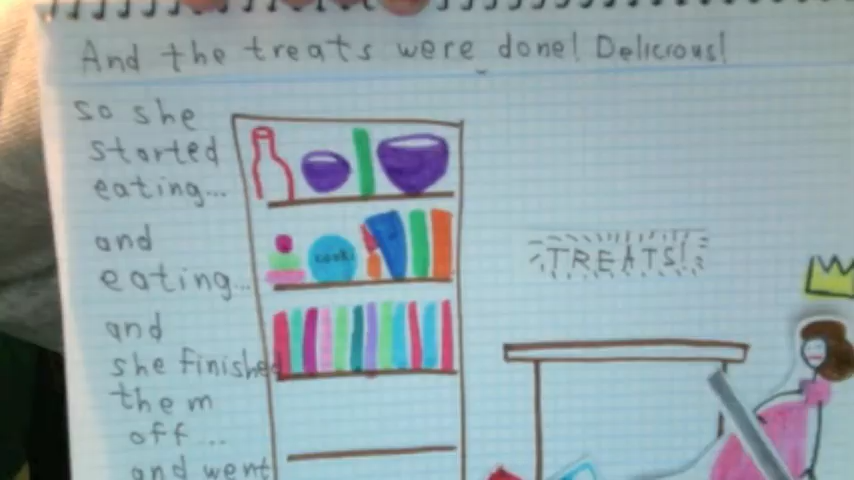 And the treats were done! Delicious!
so she
started
eating...
and
eating...
and
she finished
them
off...
and went
cook
TREATS!